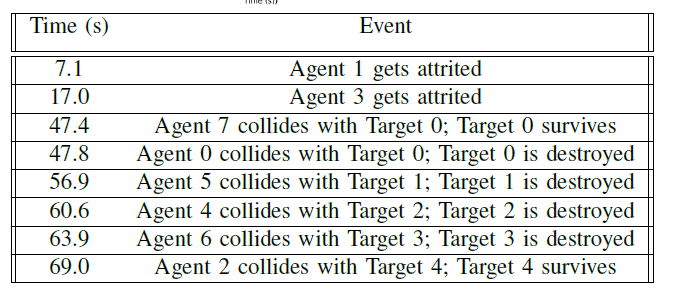 Time (s)
Time (s) Event
7.1 Agent 1 gets attrited
17.0 Agent 3 gets attrited
47.4 Agent 7 collides with Target 0; Target 0 survives
47.8 Agent 0 collides with Target 0; Target 0 is destroyed
56.9 Agent 5 collides with Target 1; Target 1 is destroyed
60.6 Agent 4 collides with Target 2; Target 2 is destroyed
63.9 Agent 6 collides with Target 3; Target 3 is destroyed
69.0 Agent 2 collides with Target 4; Target 4 survives